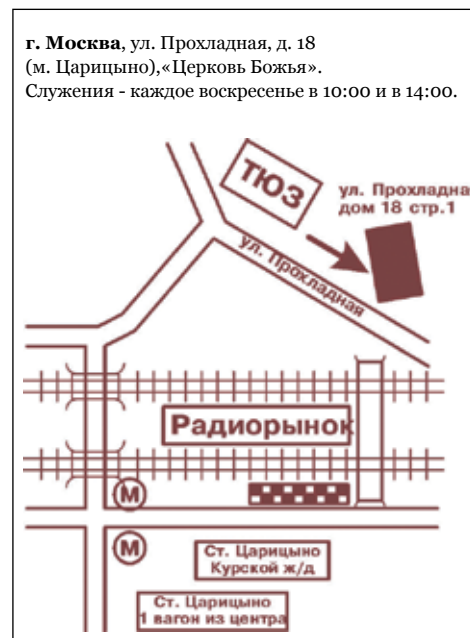 г. Москва, ул. Прохладная, д. 18
(м. Царицыно),«Церковь Божья».
Служения - каждое воскресенье в 10:00 и в 14:00.
ТЮЗ
ул. Прохладна
дом 18 стр.1
ул. Прохладная
Радиорынок
М
М
Ст. Царицыно
Курской ж/д
Ст. Царицыно
1 вагон из центра